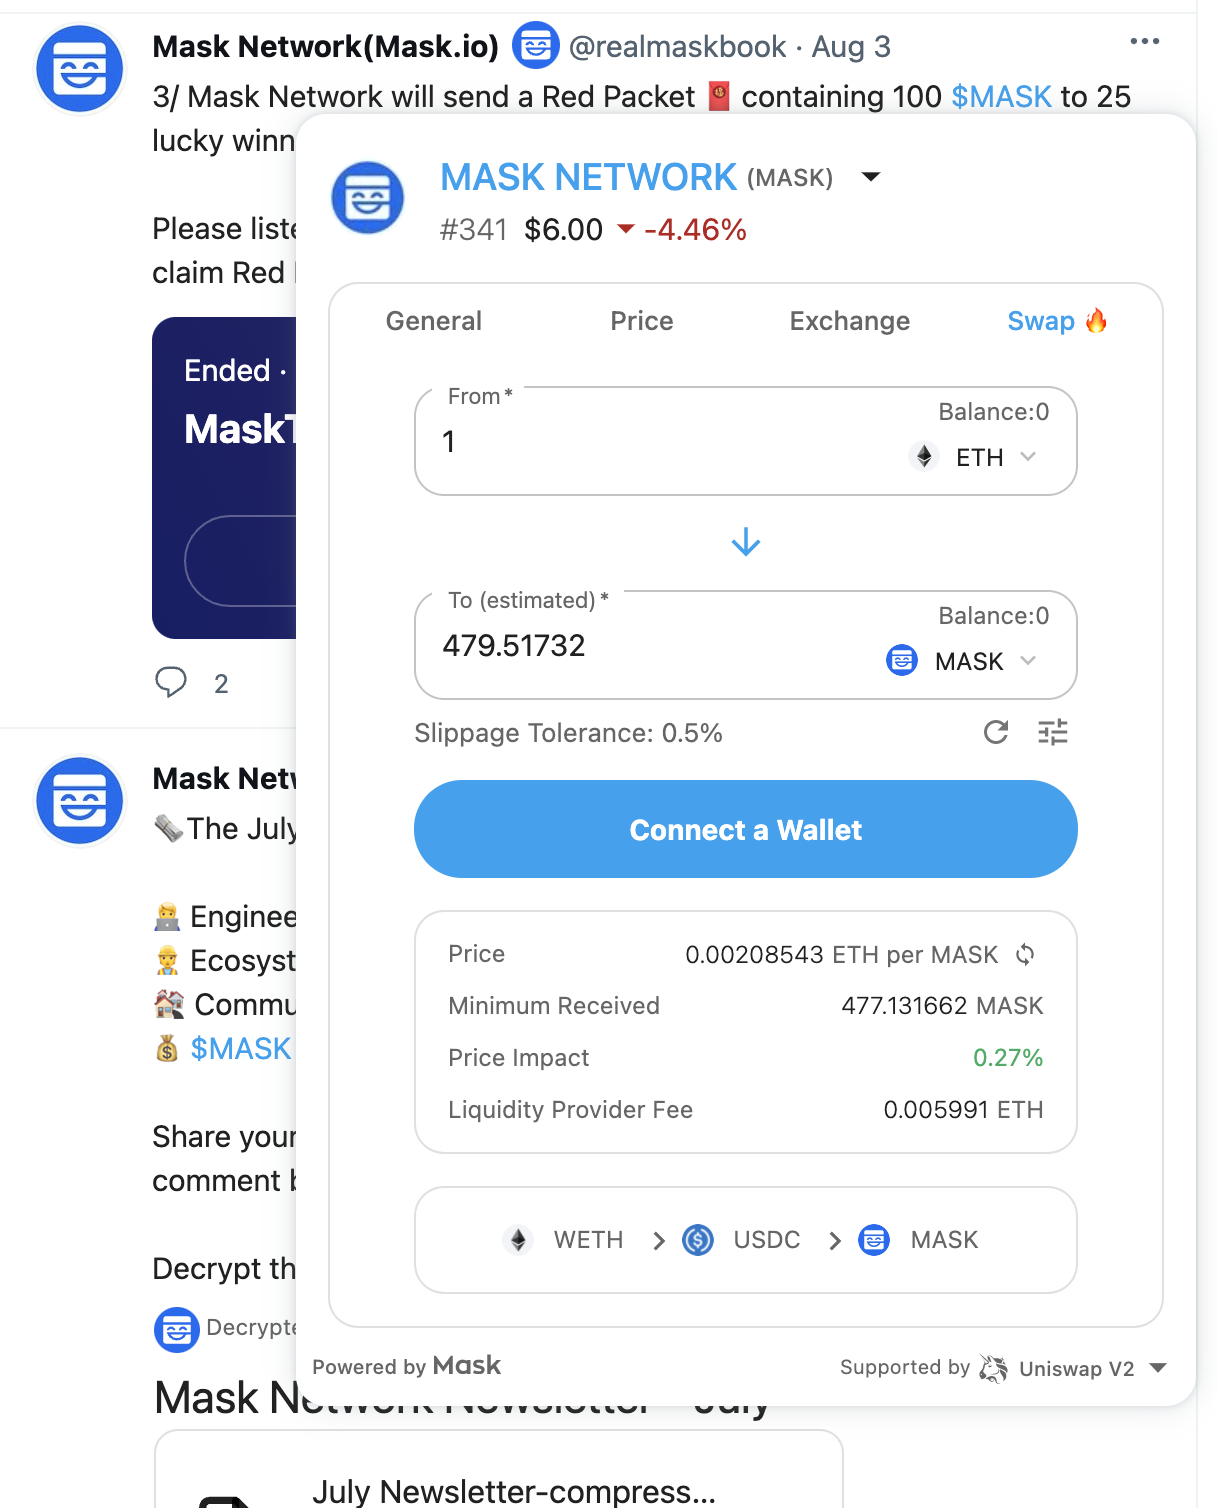 Mask Network(Mask.io) @realmaskbook · Aug 3
3/ Mask Network will send a Red Packet 🧧 containing 100 $MASK to 25
lucky winn
Please liste
claim Red
Ended ·
MaskT
2
MASK NETWORK (MASK)
#341 $6.00 -4.46%
General Price Exchange Swap 🔥
From*
Balance:0
1
ETH
To (estimated)*
Balance:0
479.51732
MASK
Slippage Tolerance: 0.5%
Connect a Wallet
Price 0.00208543 ETH per MASK
Minimum Received 477.131662 MASK
Price Impact 0.27%
Liquidity Provider Fee 0.005991 ETH
WETH > USDC > MASK
Powered by Mask
Supported by Uniswap V2
Mask Netw
🗞️The July
👨‍💻 Enginee
👷 Ecosyst
🏘️ Commu
💰 $MASK
Share your
comment b
Decrypt th
Decrypte
Mask Network Newsletter - July
July Newsletter-compress...